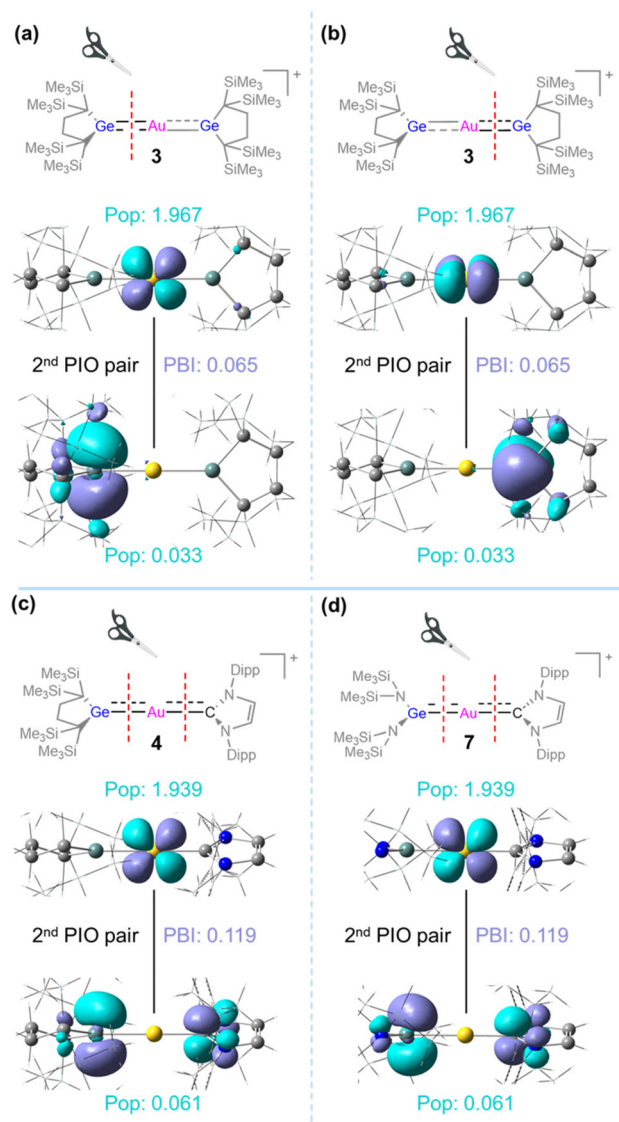 (a)
Me3Si
Me3Si
Me3Si
Me3Si
Ge
Au
Ge
SiMe3
SiMe3
SiMe3
SiMe3
+
3
Pop: 1.967
2nd PIO pair
PBI: 0.065
Pop: 0.033
(b)
Me3Si
Me3Si
Me3Si
Me3Si
Ge
Au
Ge
SiMe3
SiMe3
SiMe3
SiMe3
+
3
Pop: 1.967
2nd PIO pair
PBI: 0.065
Pop: 0.033
(c)
Me3Si
Me3Si
Me3Si
Me3Si
Ge
Au
C
Dipp
N
N
Dipp
+
4
Pop: 1.939
2nd PIO pair
PBI: 0.119
Pop: 0.061
(d)
Me3Si
Me3Si
N
Ge
N
Me3Si
Me3Si
Au
C
Dipp
N
N
Dipp
+
7
Pop: 1.939
2nd PIO pair
PBI: 0.119
Pop: 0.061